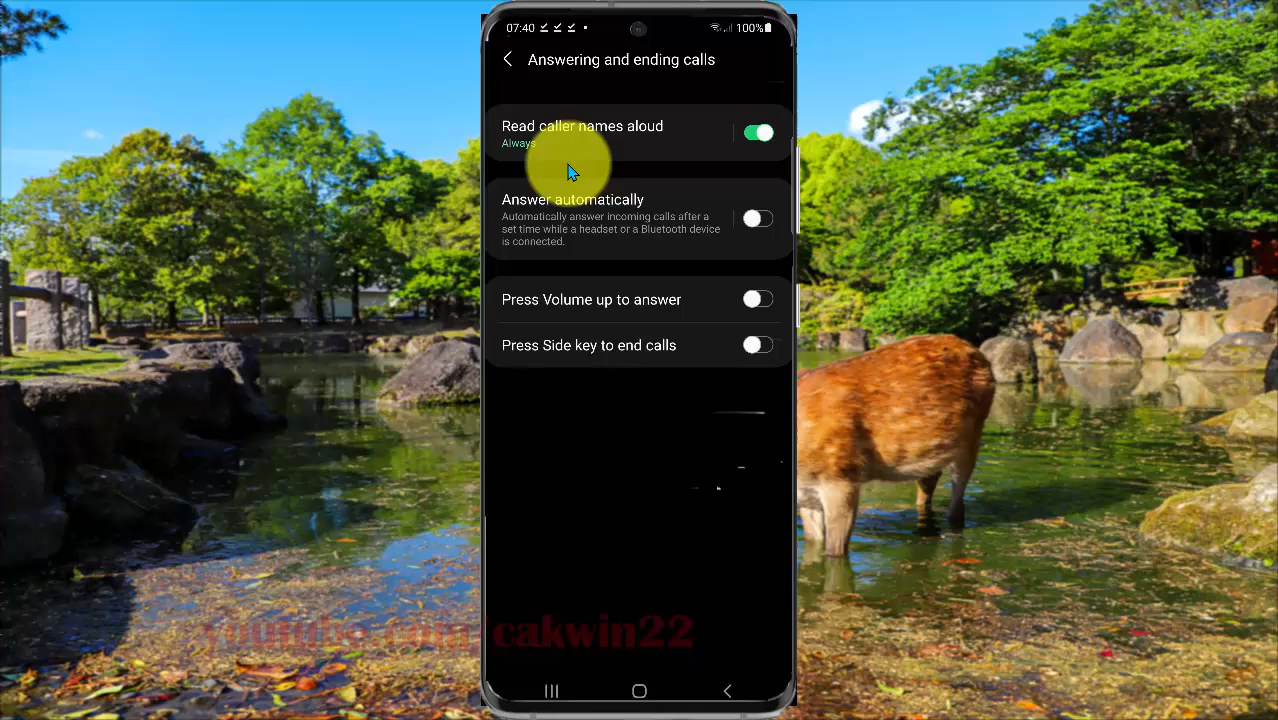 07:40
100%
Answering and ending calls
Read caller names aloud
Always
Answer automatically
Automatically answer incoming calls after a
set time while a headset or a Bluetooth device
is connected.
Press Volume up to answer
Press Side key to end calls
youtube.com/cakwin22